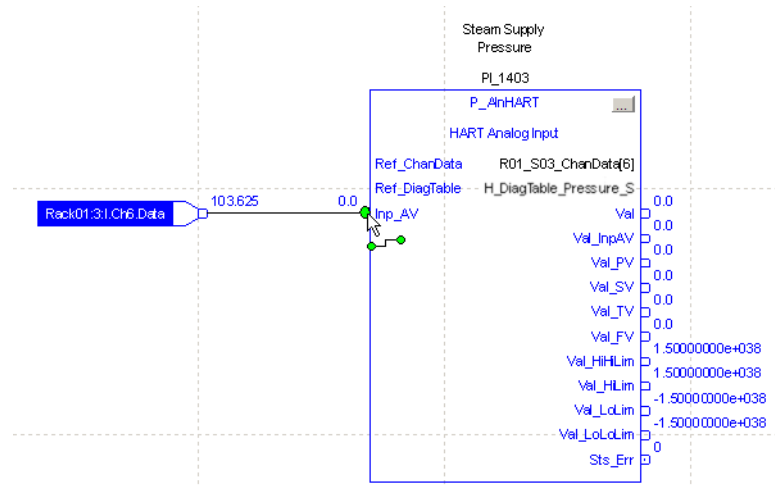 Steam Supply
Pressure
PI_1403
P_AInHART
...
HART Analog Input
Ref_ChanData R01_S03_ChanData[6]
Ref_DiagTable H_DiagTable_Pressure_S
Rack01:3:I.Ch6.Data 103.625 0.0 Inp_AV Val 0.0
Val_InpAV 0.0
Val_PV 0.0
Val_SV 0.0
Val_TV 0.0
Val_FV 0.0
Val_HiHiLim 1.50000000e+038
Val_HiLim 1.50000000e+038
Val_LoLim -1.50000000e+038
Val_LoLoLim -1.50000000e+038
Sts_Err 0